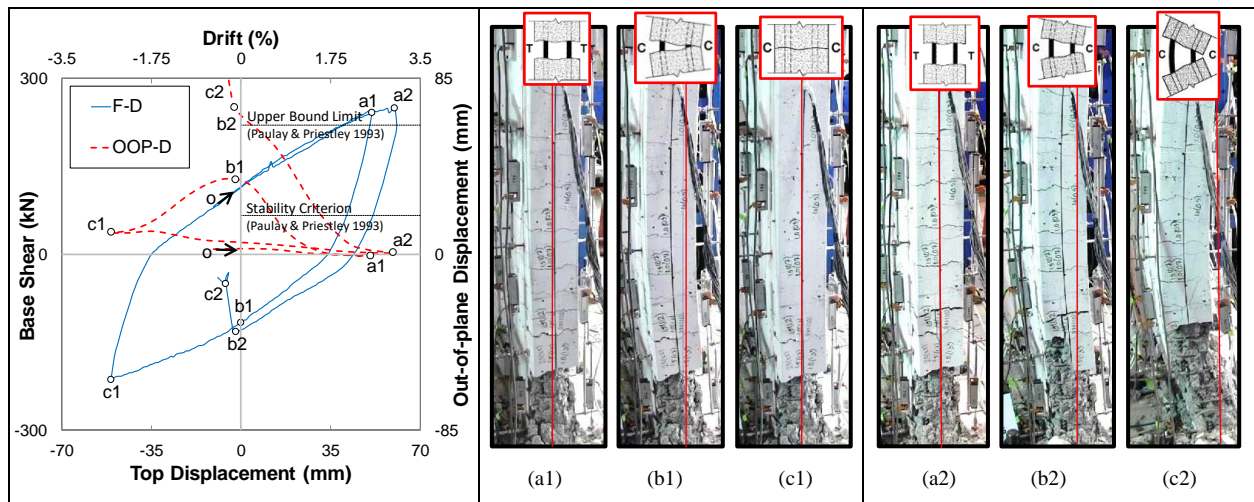 Drift (%)
-3.5 -1.75 0 1.75 3.5
300 85
F-D
OOP-D
c2
b2
Upper Bound Limit
(Paulay & Priestley 1993)
a1 a2
b1
Stability Criterion
(Paulay & Priestley 1993)
c1
a2
0 0
a1
c2
b1
b2
c1
-300 -85
-70 -35 0 35 70
Base Shear (kN)
Out-of-plane Displacement (mm)
Top Displacement (mm)
T T
C C
C C
T T
C C
C C
(a1) (b1) (c1) (a2) (b2) (c2)